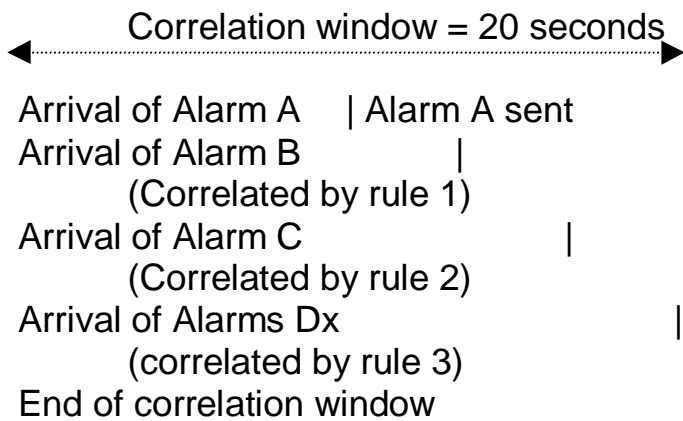 Correlation window = 20 seconds
Arrival of Alarm A | Alarm A sent
Arrival of Alarm B |
(Correlated by rule 1)
Arrival of Alarm C |
(Correlated by rule 2)
Arrival of Alarms Dx |
(correlated by rule 3)
End of correlation window